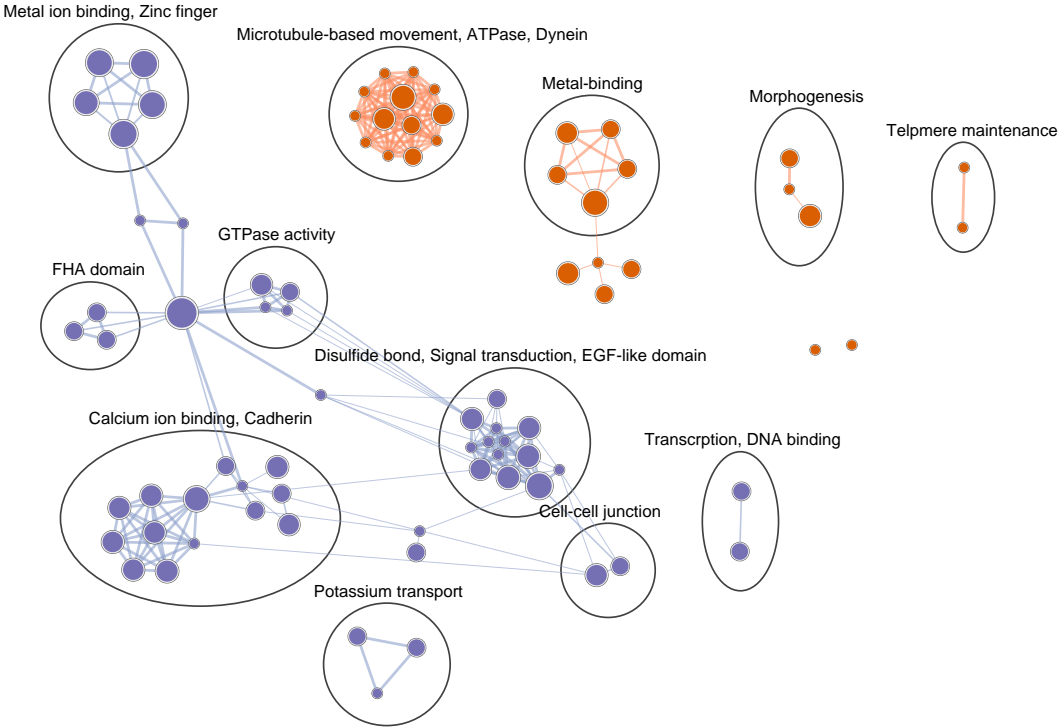 Metal ion binding, Zinc finger
Microtubule-based movement, ATPase, Dynein
Metal-binding
Morphogenesis
Telpmere maintenance
GTPase activity
FHA domain
Disulfide bond, Signal transduction, EGF-like domain
Calcium ion binding, Cadherin
Transcrption, DNA binding
Cell-cell junction
Potassium transport